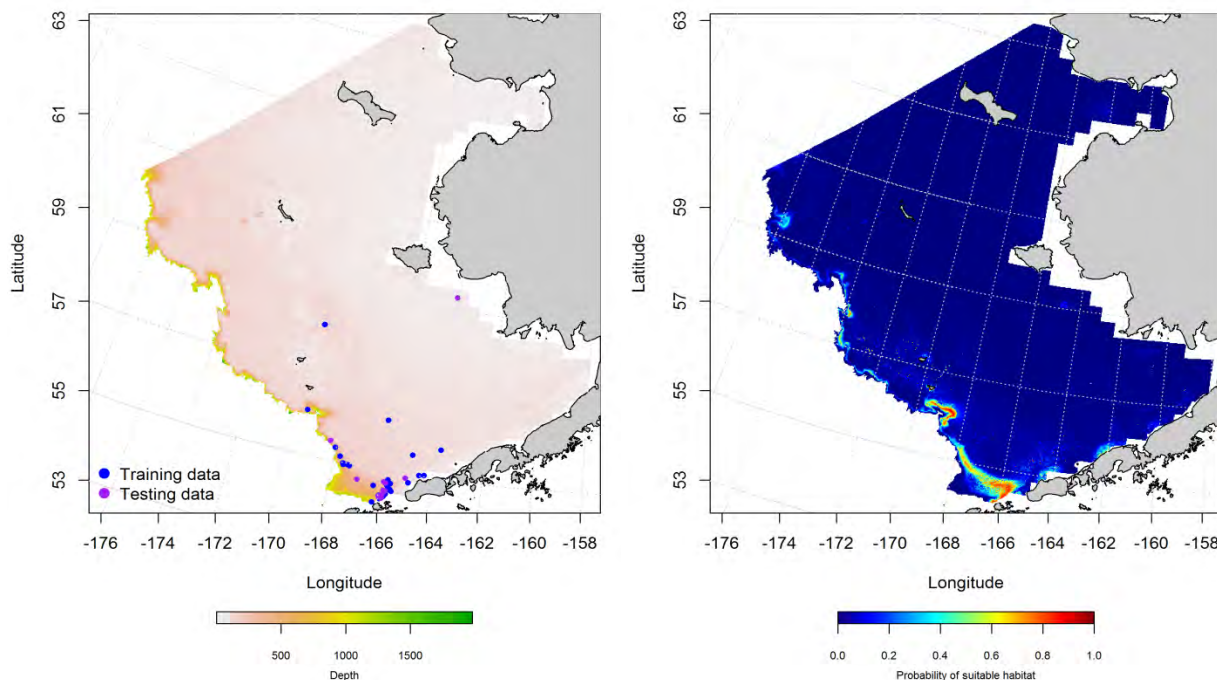 63
61
59
57
55
53
Latitude
Training data
Testing data
-176 -174 -172 -170 -168 -166 -164 -162 -160 -158
Longitude
500 1000 1500
Depth
63
61
59
57
55
53
Latitude
-176 -174 -172 -170 -168 -166 -164 -162 -160 -158
Longitude
0.0 0.2 0.4 0.6 0.8 1.0
Probability of suitable habitat